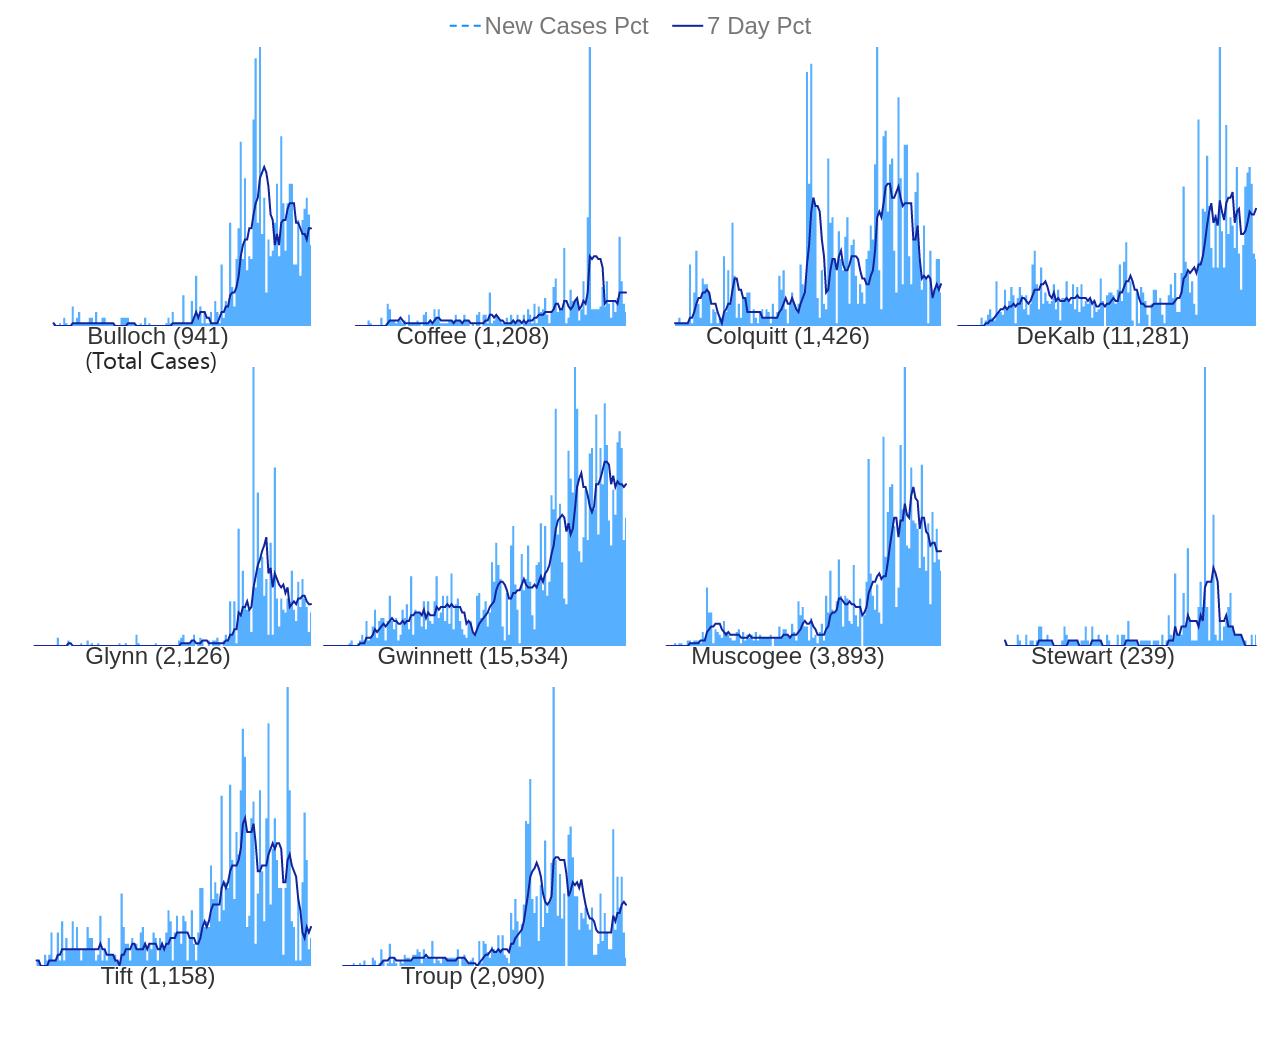 New Cases Pct 7 Day Pct
Bulloch (941)
(Total Cases)
Coffee (1,208)
Colquitt (1,426)
DeKalb (11,281)
Glynn (2,126)
Gwinnett (15,534)
Muscogee (3,893)
Stewart (239)
Tift (1,158)
Troup (2,090)